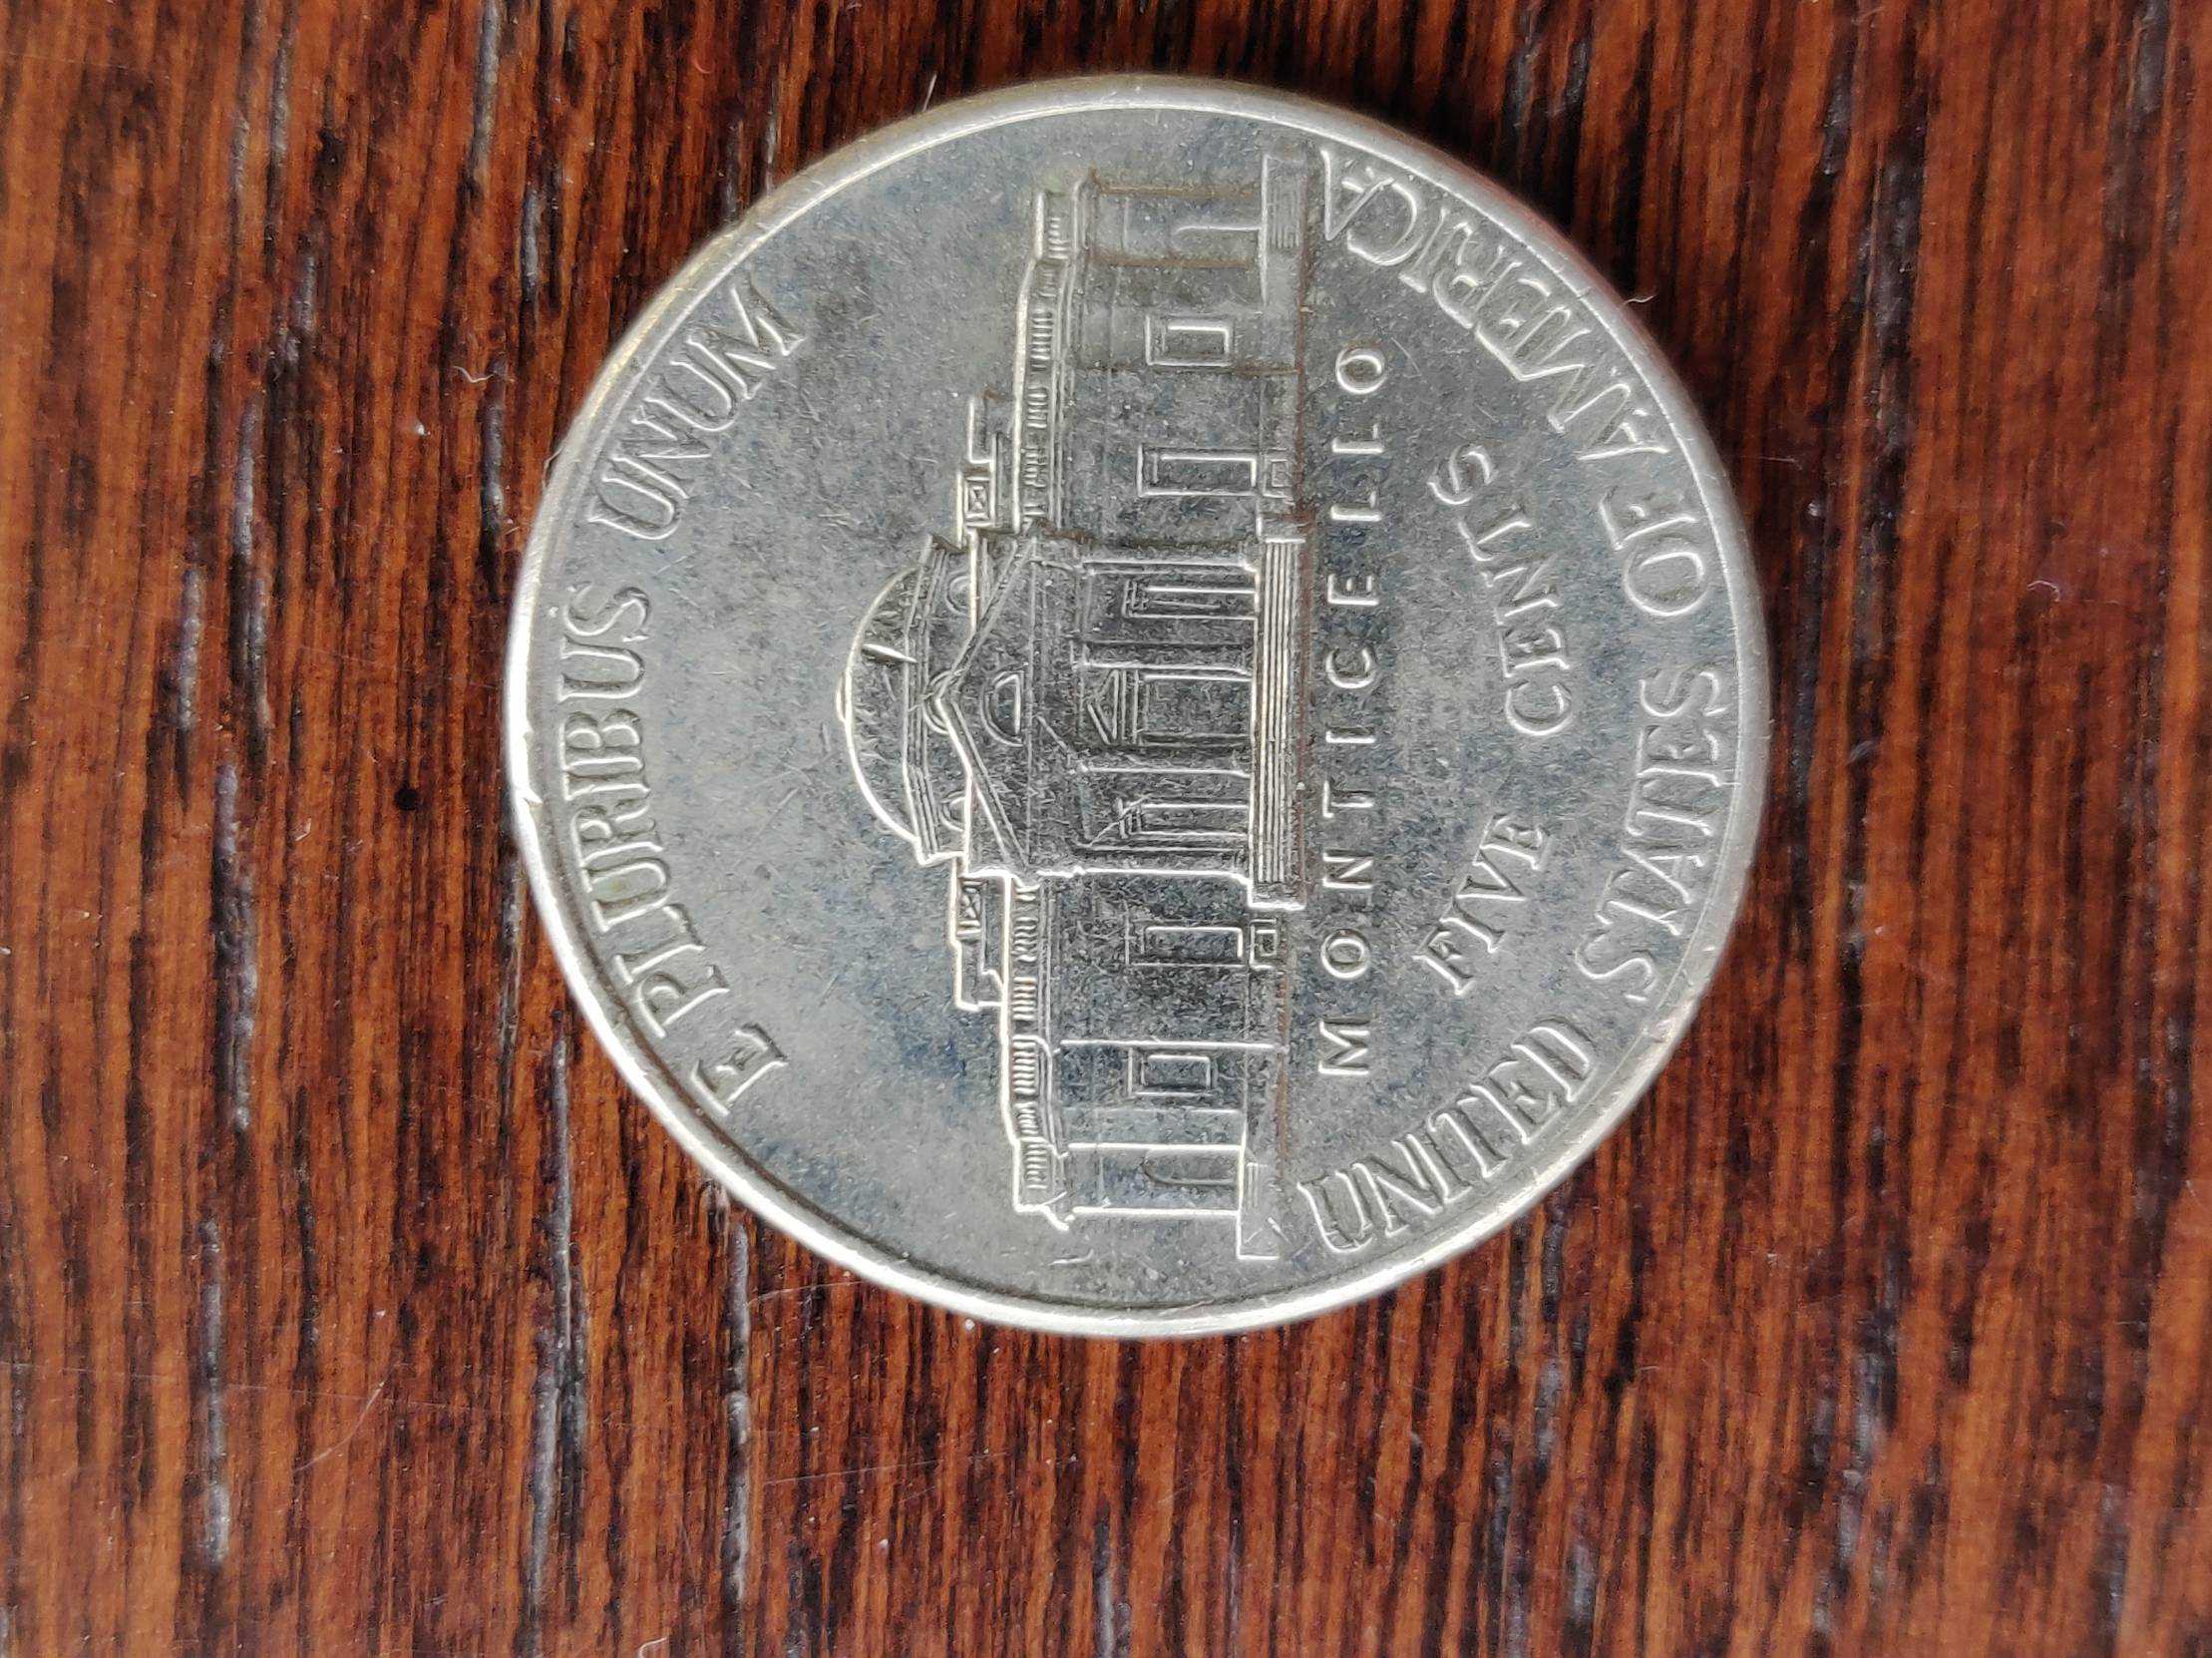 E PLURIBUS UNUM
MONTICELLO
FIVE CENTS
UNITED STATES OF AMERICA